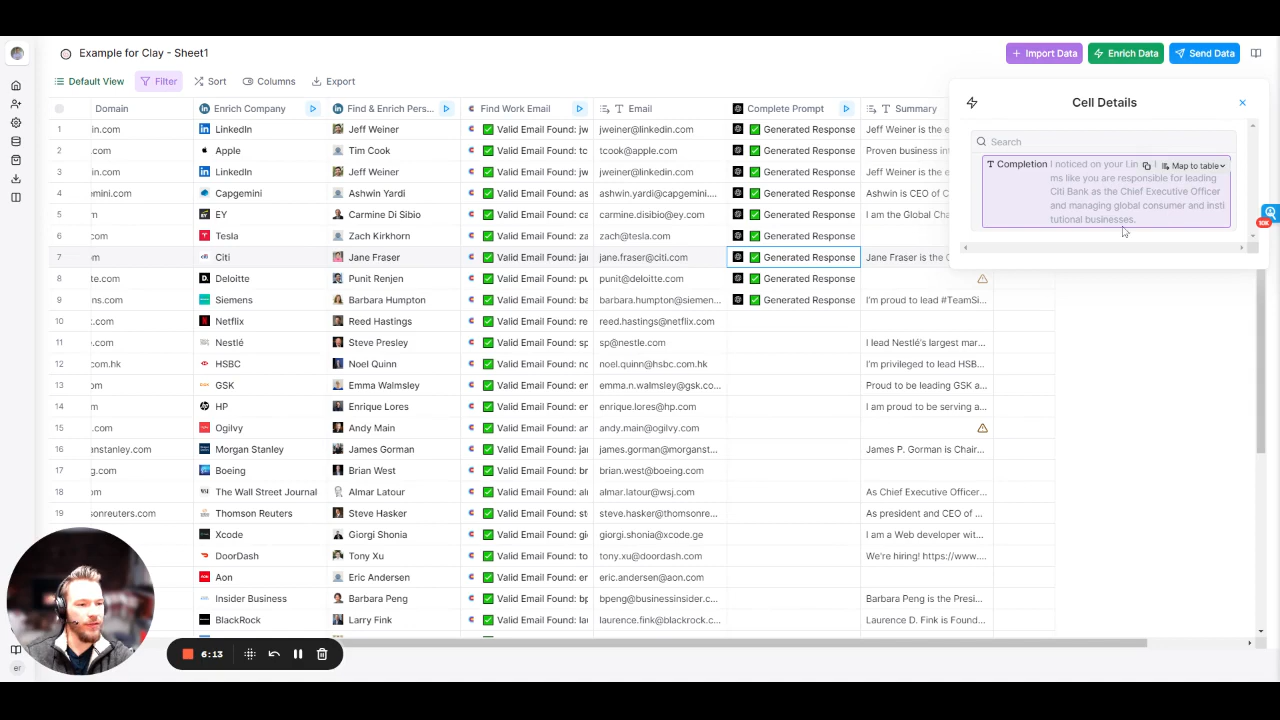 Example for Clay - Sheet1
Import Data
Enrich Data
Send Data
Default View
Filter
Sort
Columns
Export
Domain Enrich Company Find & Enrich Pers... Find Work Email Email Complete Prompt Summary
1 in.com LinkedIn Jeff Weiner Valid Email Found: jw jweiner@linkedin.com Generated Response Jeff Weiner is the e
2 .com Apple Tim Cook Valid Email Found: tc tcook@apple.com Generated Response Proven business int
3 in.com LinkedIn Jeff Weiner Valid Email Found: jw jweiner@linkedin.com Generated Response Jeff Weiner is the e
4 mini.com Capgemini Ashwin Yardi Valid Email Found: as ashwin.yardi@capgemini... Generated Response Ashwin is CEO of C
5 m EY Carmine Di Sibio Valid Email Found: ca carmine.disibio@ey.com Generated Response I am the Global Cha
6 m Tesla Zach Kirkhorn Valid Email Found: za zach@tesla.com Generated Response
7 om Citi Jane Fraser Valid Email Found: jar jane.fraser@citi.com Generated Response Jane Fraser is the
8 m Deloitte Punit Renjen Valid Email Found: pu punit@deloitte.com Generated Response
9 ns.com Siemens Barbara Humpton Valid Email Found: ba barbara.humpton@siemen... Generated Response I'm proud to lead #TeamSi...
10 x.com Netflix Reed Hastings Valid Email Found: re reed.hastings@netflix.com
11 .com Nestlé Steve Presley Valid Email Found: sp sp@nestle.com I lead Nestlé's largest mar...
12 com.hk HSBC Noel Quinn Valid Email Found: nc noel.quinn@hsbc.com.hk I'm privileged to lead HSB...
13 om GSK Emma Walmsley Valid Email Found: er emma.n.walmsley@gsk.co... Proud to be leading GSK a
14 m HP Enrique Lores Valid Email Found: er enrique.lores@hp.com I am proud to be serving a...
15 .com Ogilvy Andy Main Valid Email Found: ar andy.main@ogilvy.com
16 anstanley.com Morgan Stanley James Gorman Valid Email Found: jar james.gorman@morganst... James P. Gorman is Chair...
17 g.com Boeing Brian West Valid Email Found: br brian.west@boeing.com
18 om The Wall Street Journal Almar Latour Valid Email Found: al almar.latour@wsj.com As Chief Executive Officer...
19 sonreuters.com Thomson Reuters Steve Hasker Valid Email Found: st steve.hasker@thomsonre... As president and CEO of ...
Xcode Giorgi Shonia Valid Email Found: gi giorgi.shonia@xcode.ge I am a Web developer wit...
DoorDash Tony Xu Valid Email Found: to tony.xu@doordash.com We're hiring! https://www...
Aon Eric Andersen Valid Email Found: er eric.andersen@aon.com
Insider Business Barbara Peng Valid Email Found: bp bpeng@businessinsider.c... Barbara Peng is the Presi...
BlackRock Larry Fink Valid Email Found: la laurence.fink@blackrock.c... Laurence D. Fink is Found...
Cell Details
Search
Completion I noticed on your Lin
Map to table
ms like you are responsible for leading
Citi Bank as the Chief Executive Officer
and managing global consumer and insti
tutional businesses.
10K
6:13
er